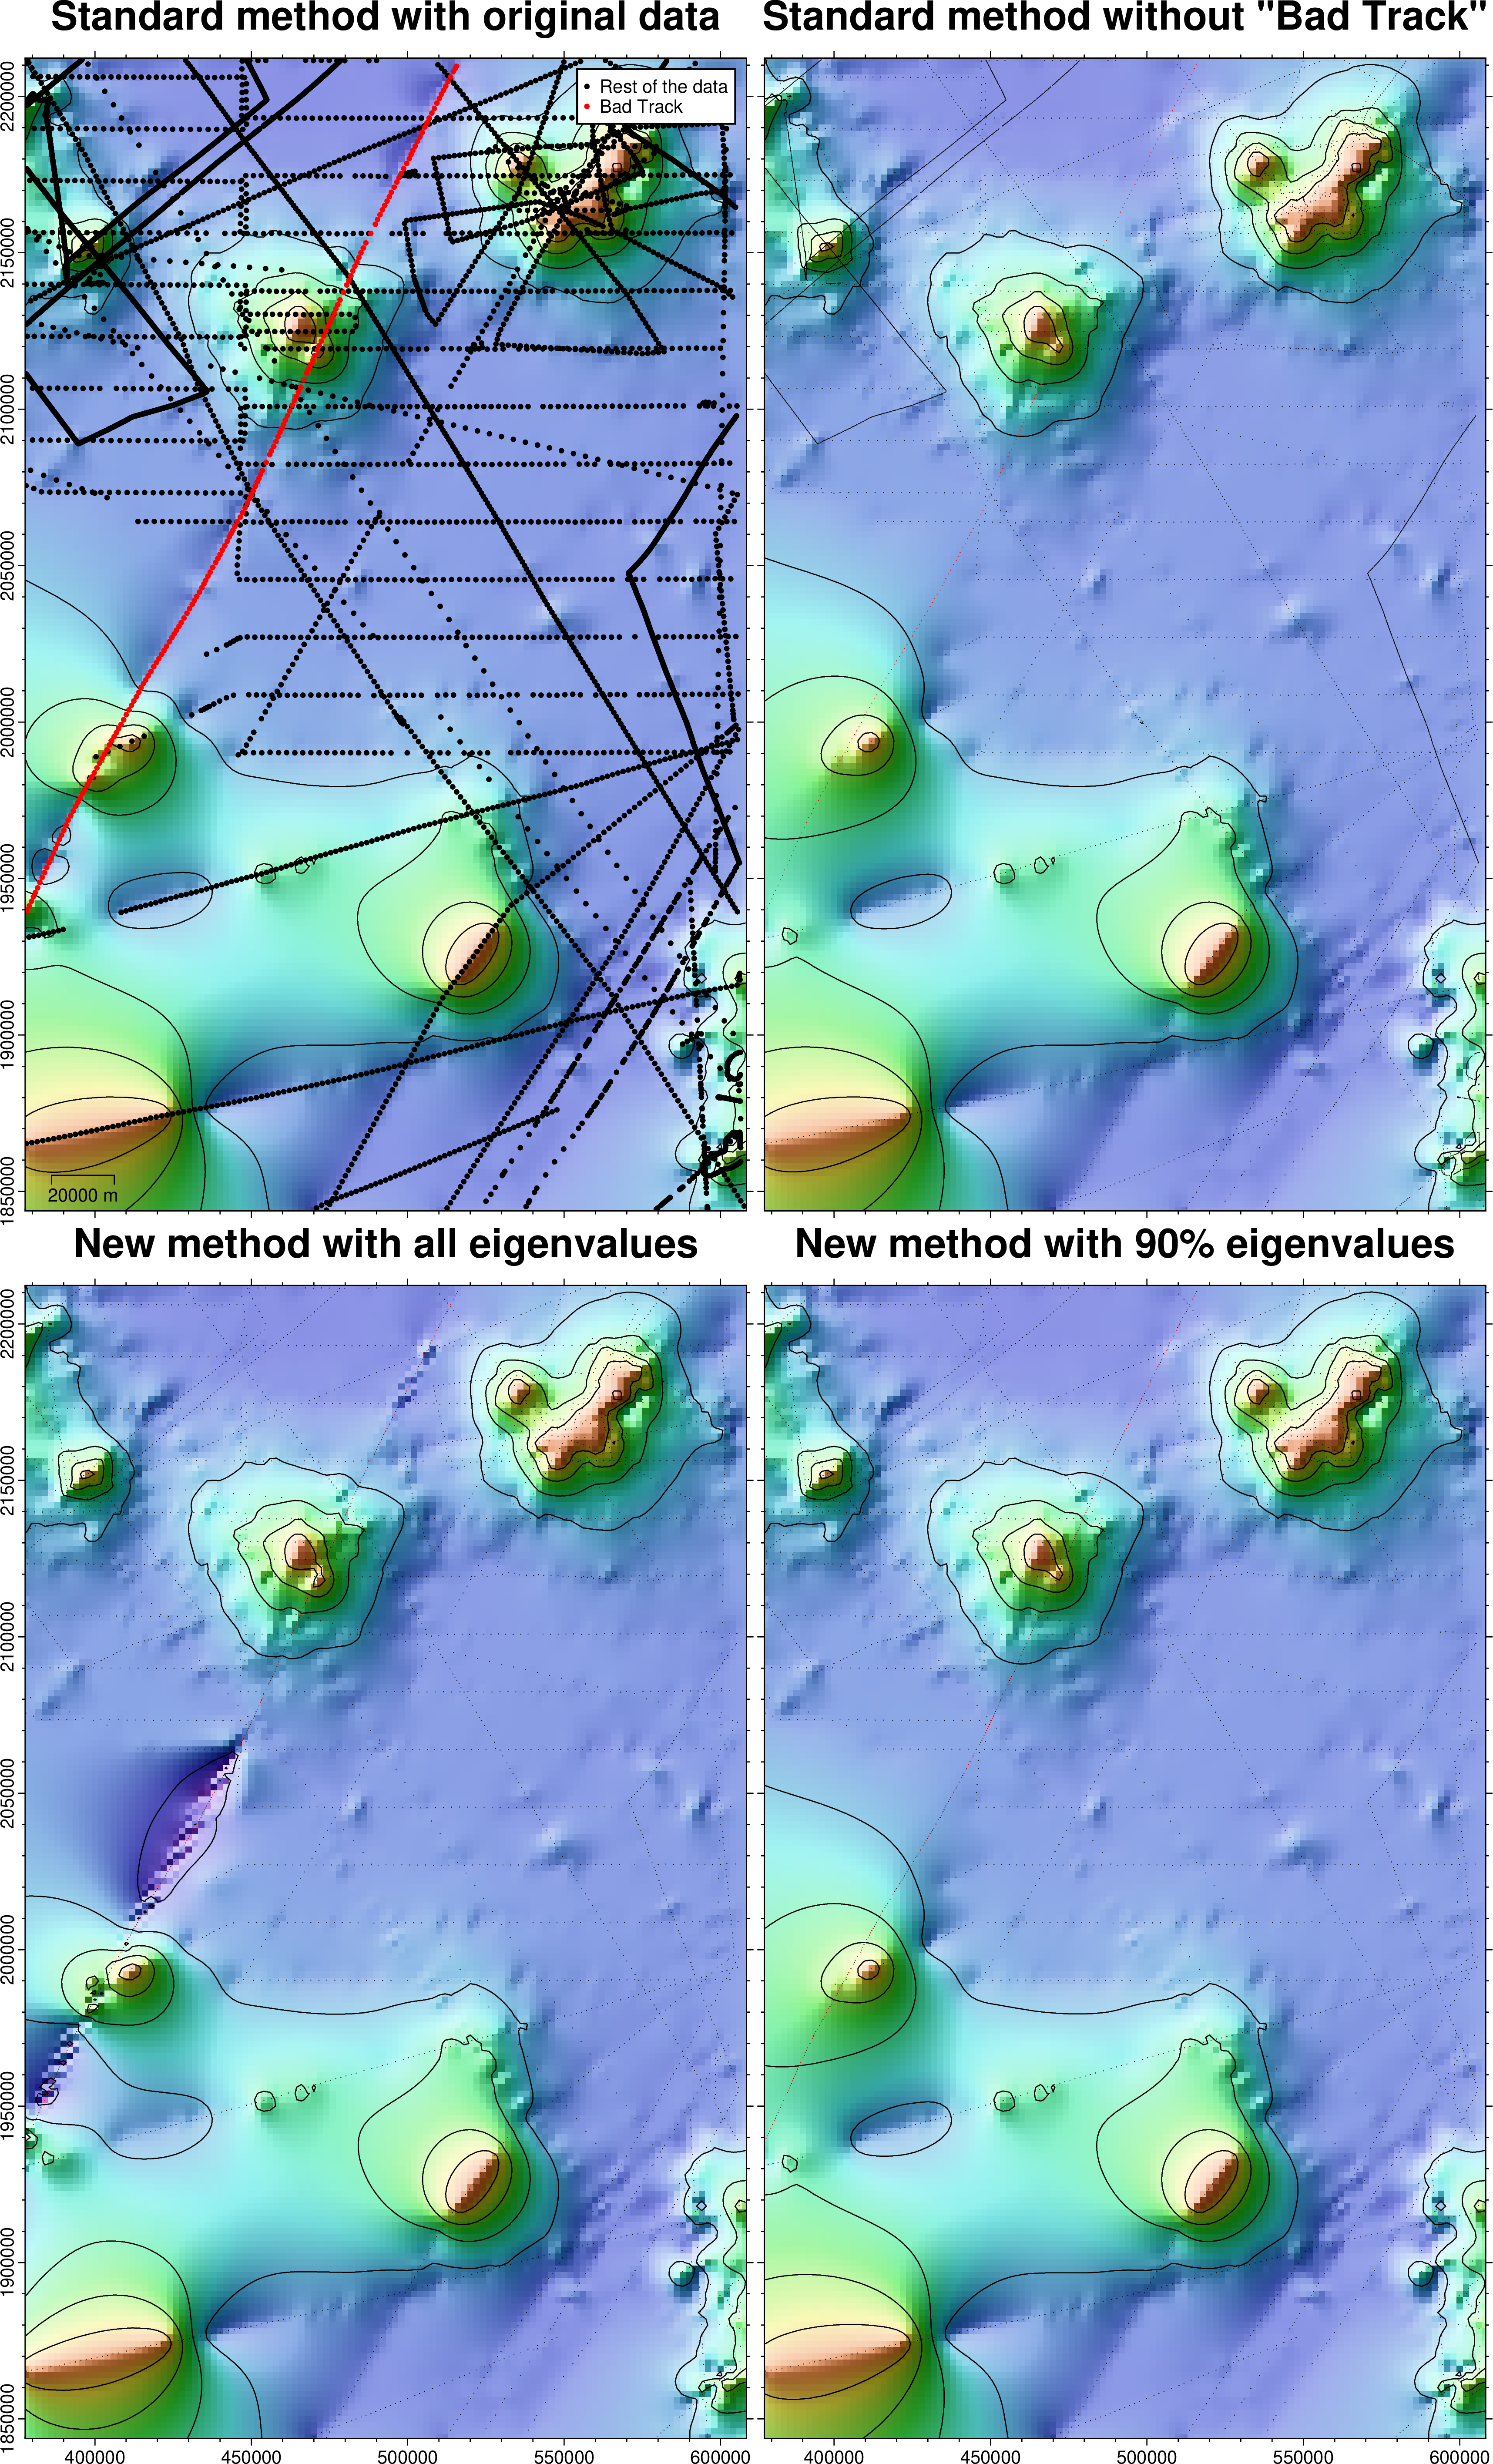 Standard method with original data
Standard method without "Bad Track"
Rest of the data
Bad Track
2200000
2150000
2100000
2050000
2000000
1950000
1900000
1850000
20000 m
New method with all eigenvalues
New method with 90% eigenvalues
2200000
2150000
2100000
2050000
2000000
1950000
1900000
1850000
400000 450000 500000 550000 600000
400000 450000 500000 550000 600000